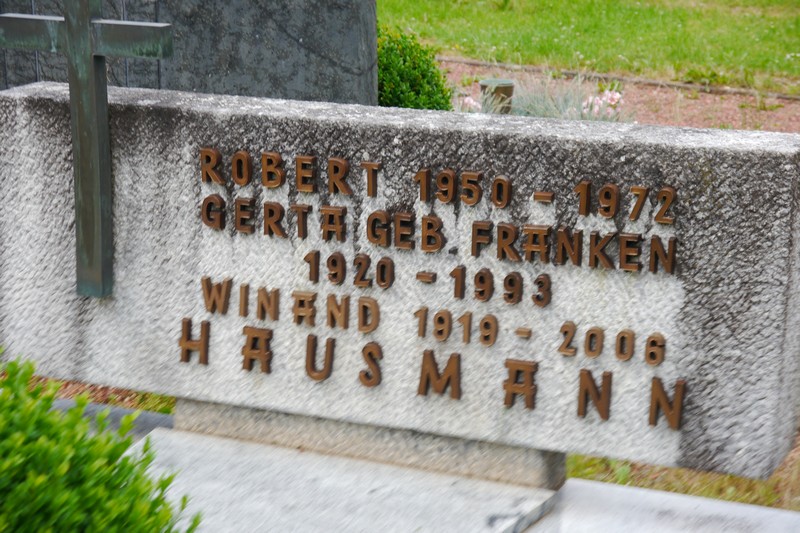 ROBERT 1950 – 1972
GERTA GEB. FRANKEN
1920 – 1993
WINAND 1919 – 2006
HAUSMANN